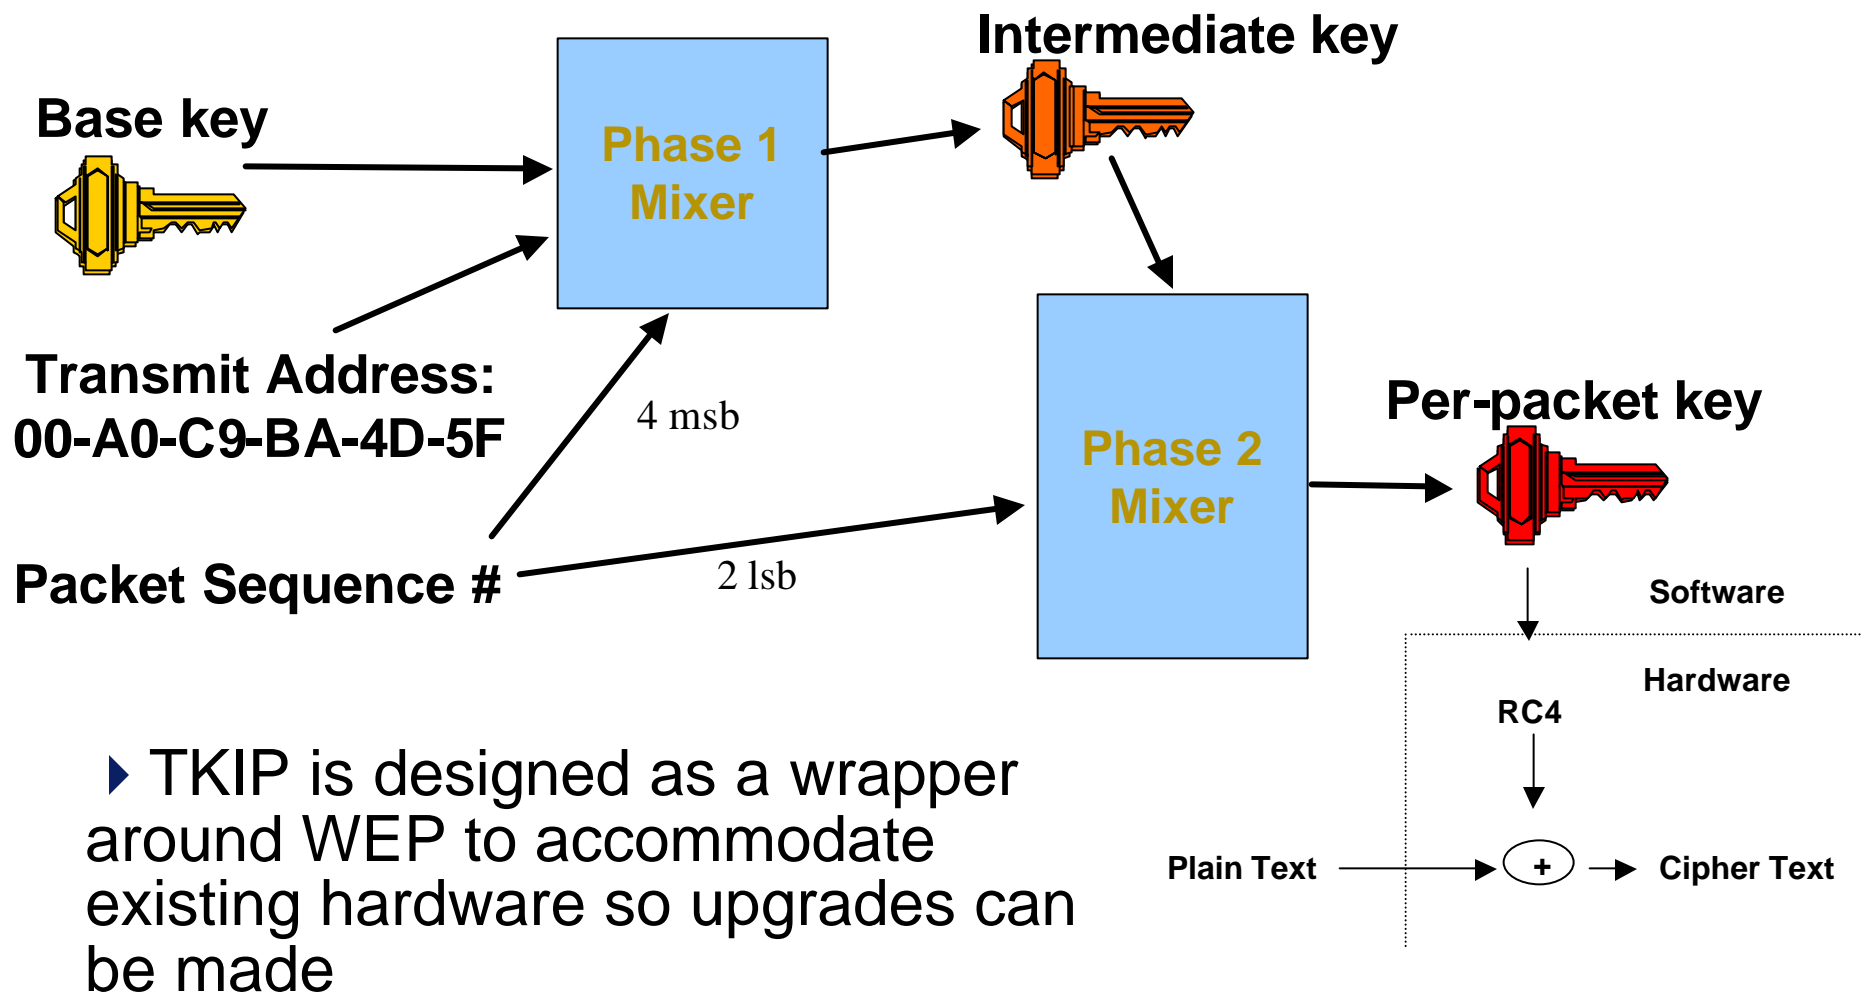 Intermediate key
Base key
Phase 1
Mixer
Transmit Address:
00-A0-C9-BA-4D-5F
4 msb
Per-packet key
Phase 2
Mixer
Packet Sequence #
2 lsb
Software
Hardware
RC4
TKIP is designed as a wrapper
around WEP to accommodate
existing hardware so upgrades can
be made
Plain Text
+
Cipher Text